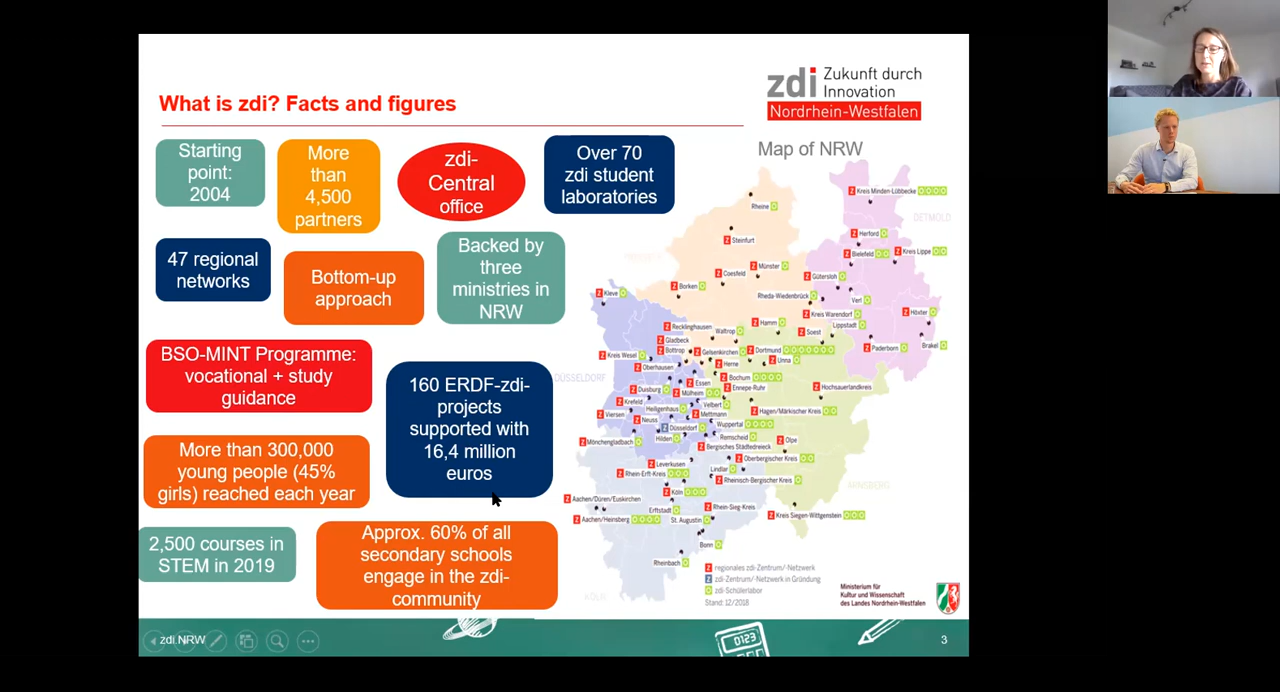 What is zdi? Facts and figures
zdi Zukunft durch
Innovation
Nordrhein-Westfalen
Starting
point:
2004
More
than
4,500
partners
zdi-
Central
office
Over 70
zdi student
laboratories
47 regional
networks
Bottom-up
approach
Backed by
three
ministries in
NRW
BSO-MINT Programme:
vocational + study
guidance
160 ERDF-zdi-
projects
supported with
16,4 million
euros
More than 300,000
young people (45%
girls) reached each year
2,500 courses in
STEM in 2019
Approx. 60% of all
secondary schools
engage in the zdi-
community
Map of NRW
Z Kreis Minden-Lübbecke
DETMOLD
Rheine
Z Steinfurt
Z Herford
Z Bielefeld
Z Kreis Lippe
Z Münster
Z Coesfeld
Z Gütersloh
Z Borken
Z Kleve
Rheda-Wiedenbrück
Verl
Z Kreis Warendorf
Z Höxter
Z Recklinghausen
Z Hamm
Lippstadt
Waltrop
Z Soest
Z Gladbeck
Z Bottrop
Z Gelsenkirchen
Z Dortmund
Z Paderborn
Brakel
Z Kreis Wesel
Z Unna
Z Herne
Z Oberhausen
DÜSSELDORF
Z Bochum
Z Essen
Z Ennepe-Ruhr
Z Hochsauerlandkreis
Z Duisburg
Z Mülheim
Z Krefeld
Velbert
Heiligenhaus
Z Hagen/Märkischer Kreis
Z Viersen
Z Mettmann
Z Neuss
Wuppertal
Z Düsseldorf
Remscheid
Z Mönchengladbach
Hilden
Z Olpe
Z Bergisches Städtedreieck
Z Oberbergischer Kreis
Z Leverkusen
Lindlar
Z Rhein-Erft-Kreis
Z Rheinisch-Bergischer Kreis
ARNSBERG
Z Köln
Z Aachen/Düren/Euskirchen
Z Rhein-Sieg-Kreis
Erftstadt
Z Kreis Siegen-Wittgenstein
Z Aachen/Heinsberg
St. Augustin
Bonn
Rheinbach
KÖLN
Z regionales zdi-Zentrum/-Netzwerk
Z zdi-Zentrum/-Netzwerk in Gründung
zdi-Schülerlabor
Stand: 12/2018
Ministerium für
Kultur und Wissenschaft
des Landes Nordrhein-Westfalen
zdi.NRW
0123
3